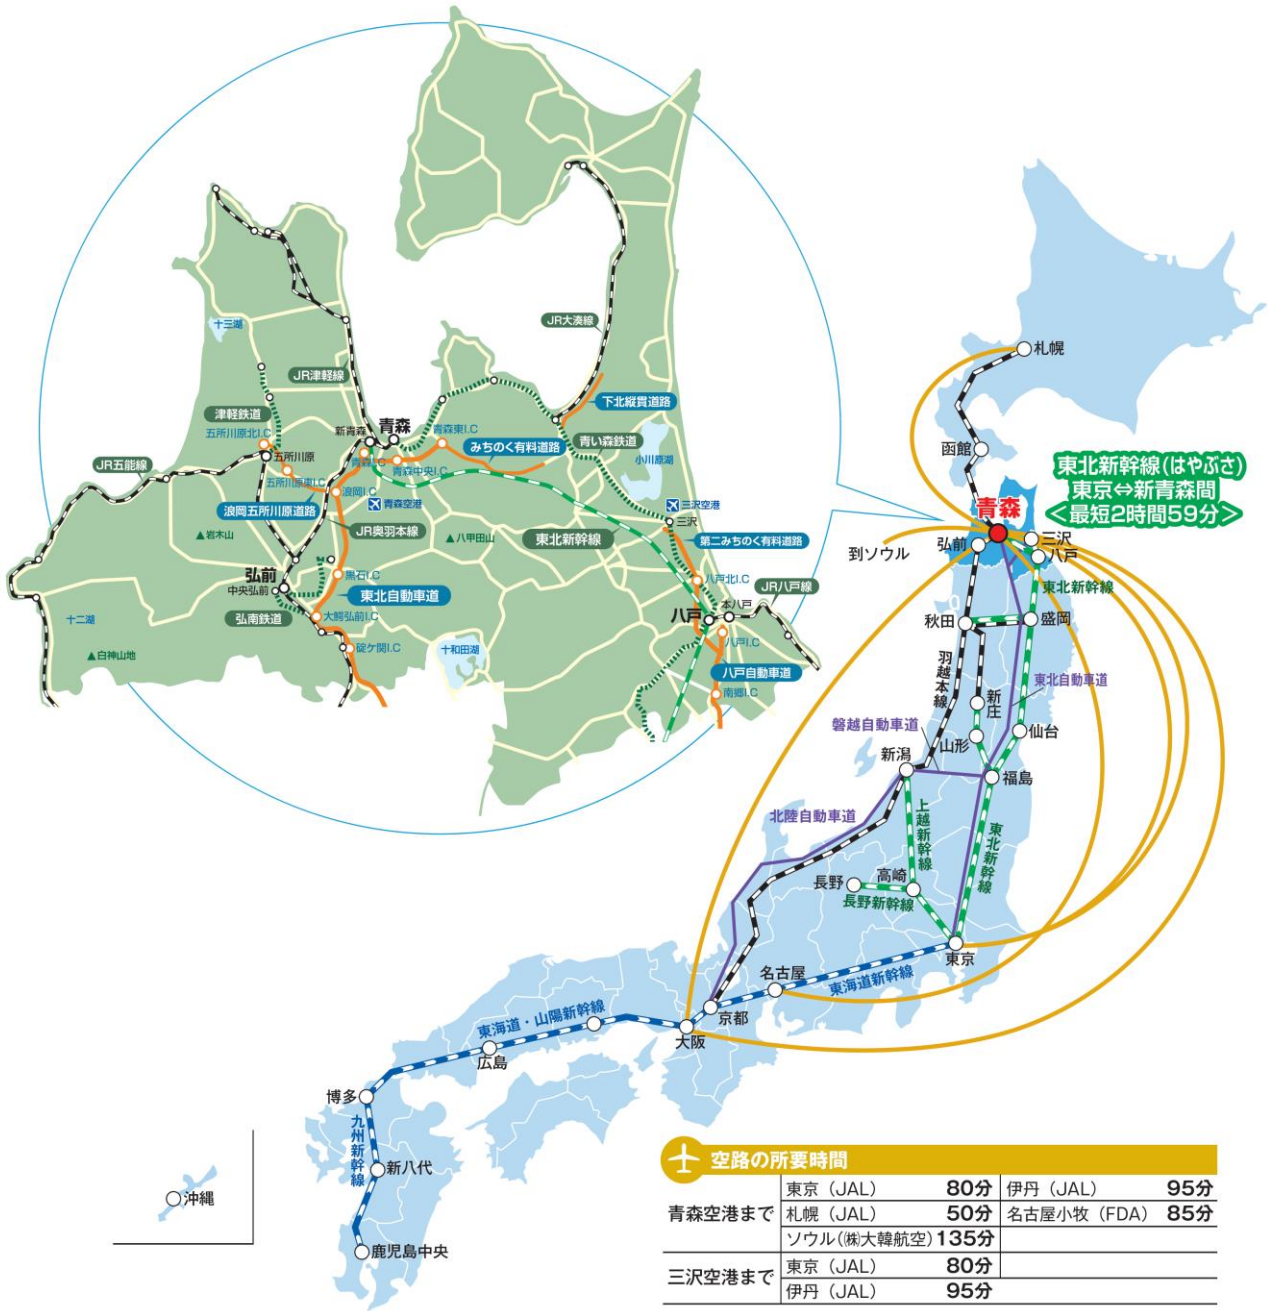 十三湖
JR津軽線
津軽鉄道
五所川原北I.C
五所川原
JR五能線
五所川原東I.C
浪岡五所川原道路
新青森
青森
青森I.C
青森東I.C
青森中央I.C
みちのく有料道路
浪岡I.C
青森空港
JR奥羽本線
▲岩木山
▲八甲田山
JR大湊線
下北縦貫道路
青い森鉄道
小川原湖
三沢空港
三沢
東北新幹線
第二みちのく有料道路
弘前
中央弘前
黒石I.C
東北自動車道
弘南鉄道
大鰐弘前I.C
碇ケ関I.C
十二湖
▲白神山地
十和田湖
八戸北I.C
JR八戸線
八戸
本八戸
八戸I.C
八戸自動車道
南郷I.C
札幌
函館
東北新幹線(はやぶさ)
東京⇔新青森間
<最短2時間59分>
青森
到ソウル
弘前
三沢
八戸
東北新幹線
秋田
盛岡
羽越本線
新庄
東北自動車道
磐越自動車道
山形
仙台
新潟
福島
北陸自動車道
上越新幹線
東北新幹線
長野
高崎
長野新幹線
東京
名古屋
東海道新幹線
京都
大阪
東海道・山陽新幹線
広島
博多
九州新幹線
新八代
鹿児島中央
沖縄
空路の所要時間
青森空港まで
東京（JAL） 80分 伊丹（JAL） 95分
札幌（JAL） 50分 名古屋小牧（FDA） 85分
ソウル（㈱大韓航空）135分
三沢空港まで
東京（JAL） 80分
伊丹（JAL） 95分